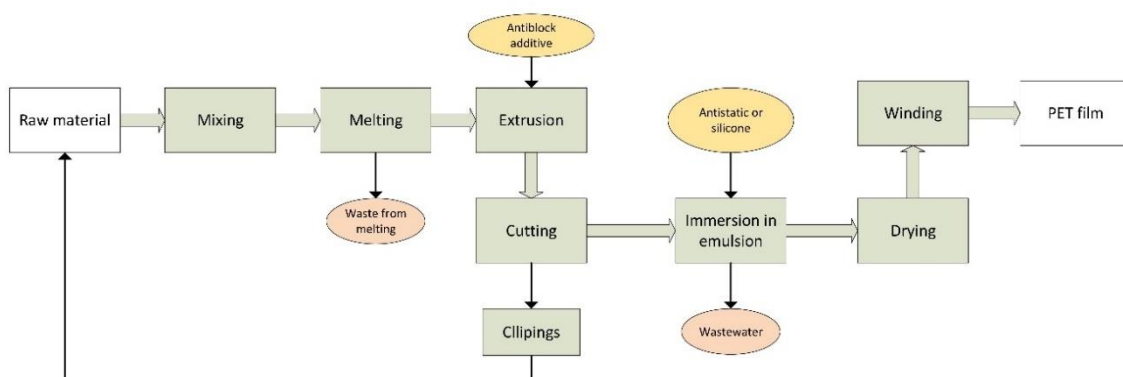 Antiblock
additive
Raw material
Mixing
Melting
Extrusion
Antistatic or
silicone
Winding
PET film
Waste from
melting
Cutting
Immersion in
emulsion
Drying
Cllipings
Wastewater